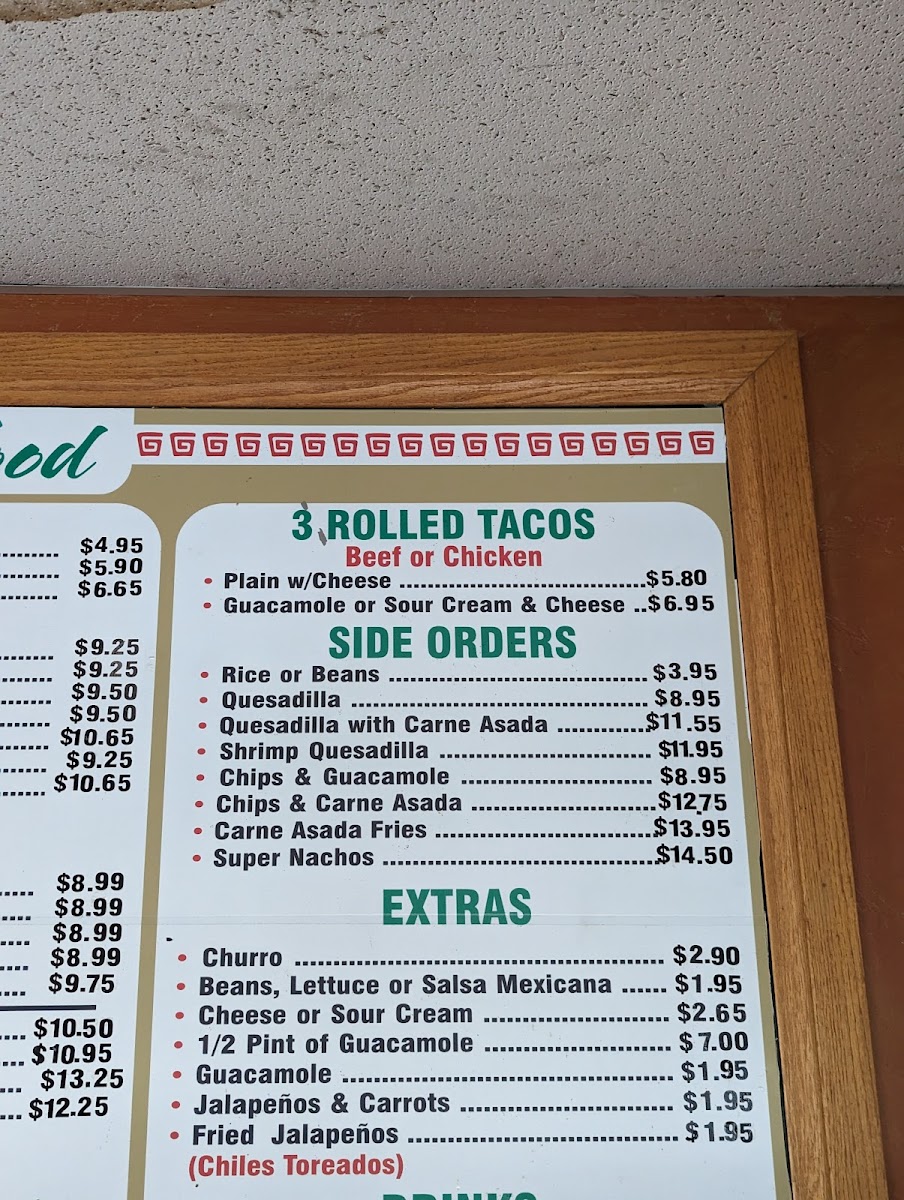 $4.95
$5.90
$6.65
$9.25
$9.25
$9.50
$9.50
$10.65
$9.25
$10.65
$8.99
$8.99
$8.99
$8.99
$9.75
$10.50
$10.95
$13.25
$12.25
3 ROLLED TACOS
Beef or Chicken
• Plain w/Cheese ..............................$5.80
• Guacamole or Sour Cream & Cheese ..$6.95
SIDE ORDERS
• Rice or Beans ................................ $3.95
• Quesadilla ..................................... $8.95
• Quesadilla with Carne Asada ............$11.55
• Shrimp Quesadilla .......................... $11.95
• Chips & Guacamole ........................ $8.95
• Chips & Carne Asada .......................$12.75
• Carne Asada Fries ...........................$13.95
• Super Nachos ..................................$14.50
EXTRAS
• Churro ............................................. $2.90
• Beans, Lettuce or Salsa Mexicana ...... $1.95
• Cheese or Sour Cream ....................... $2.65
• 1/2 Pint of Guacamole ....................... $7.00
• Guacamole ......................................... $1.95
• Jalapeños & Carrots .......................... $1.95
• Fried Jalapeños ................................. $1.95
(Chiles Toreados)